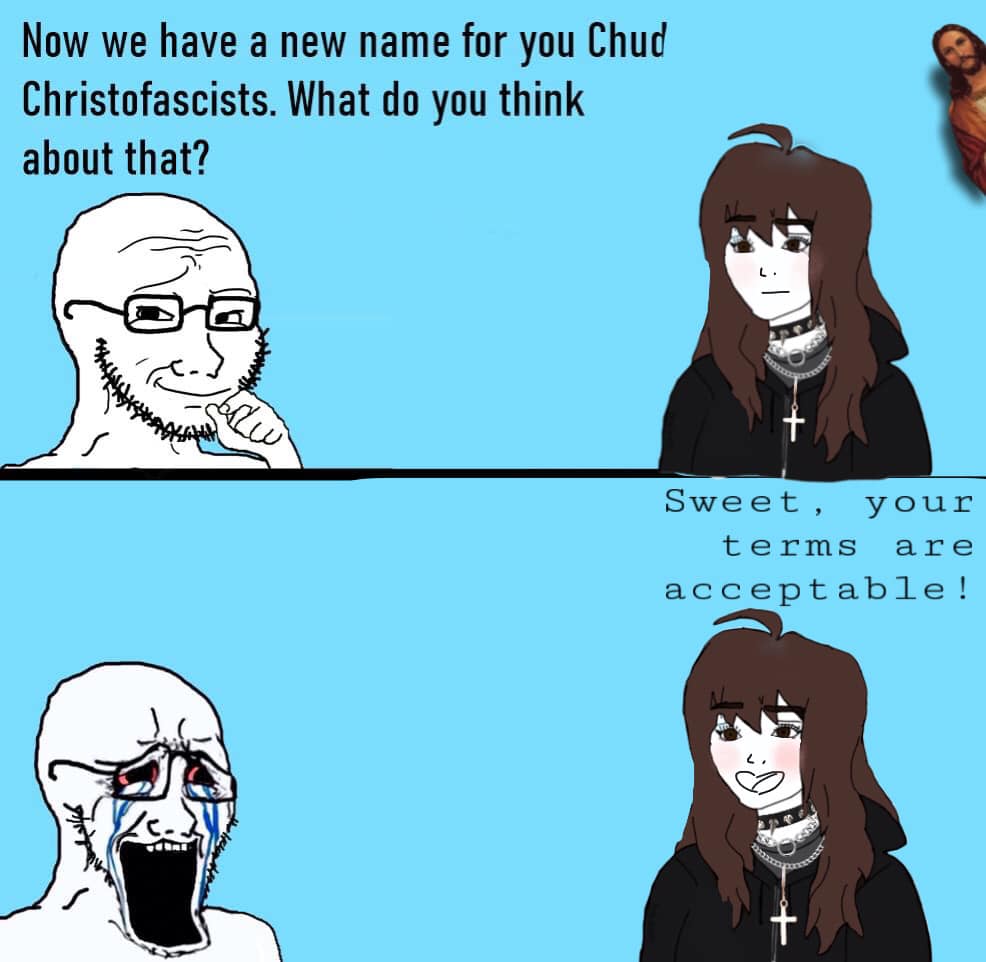 Now we have a new name for you Chud
Christofascists. What do you think
about that?
Sweet, your
terms are
acceptable!